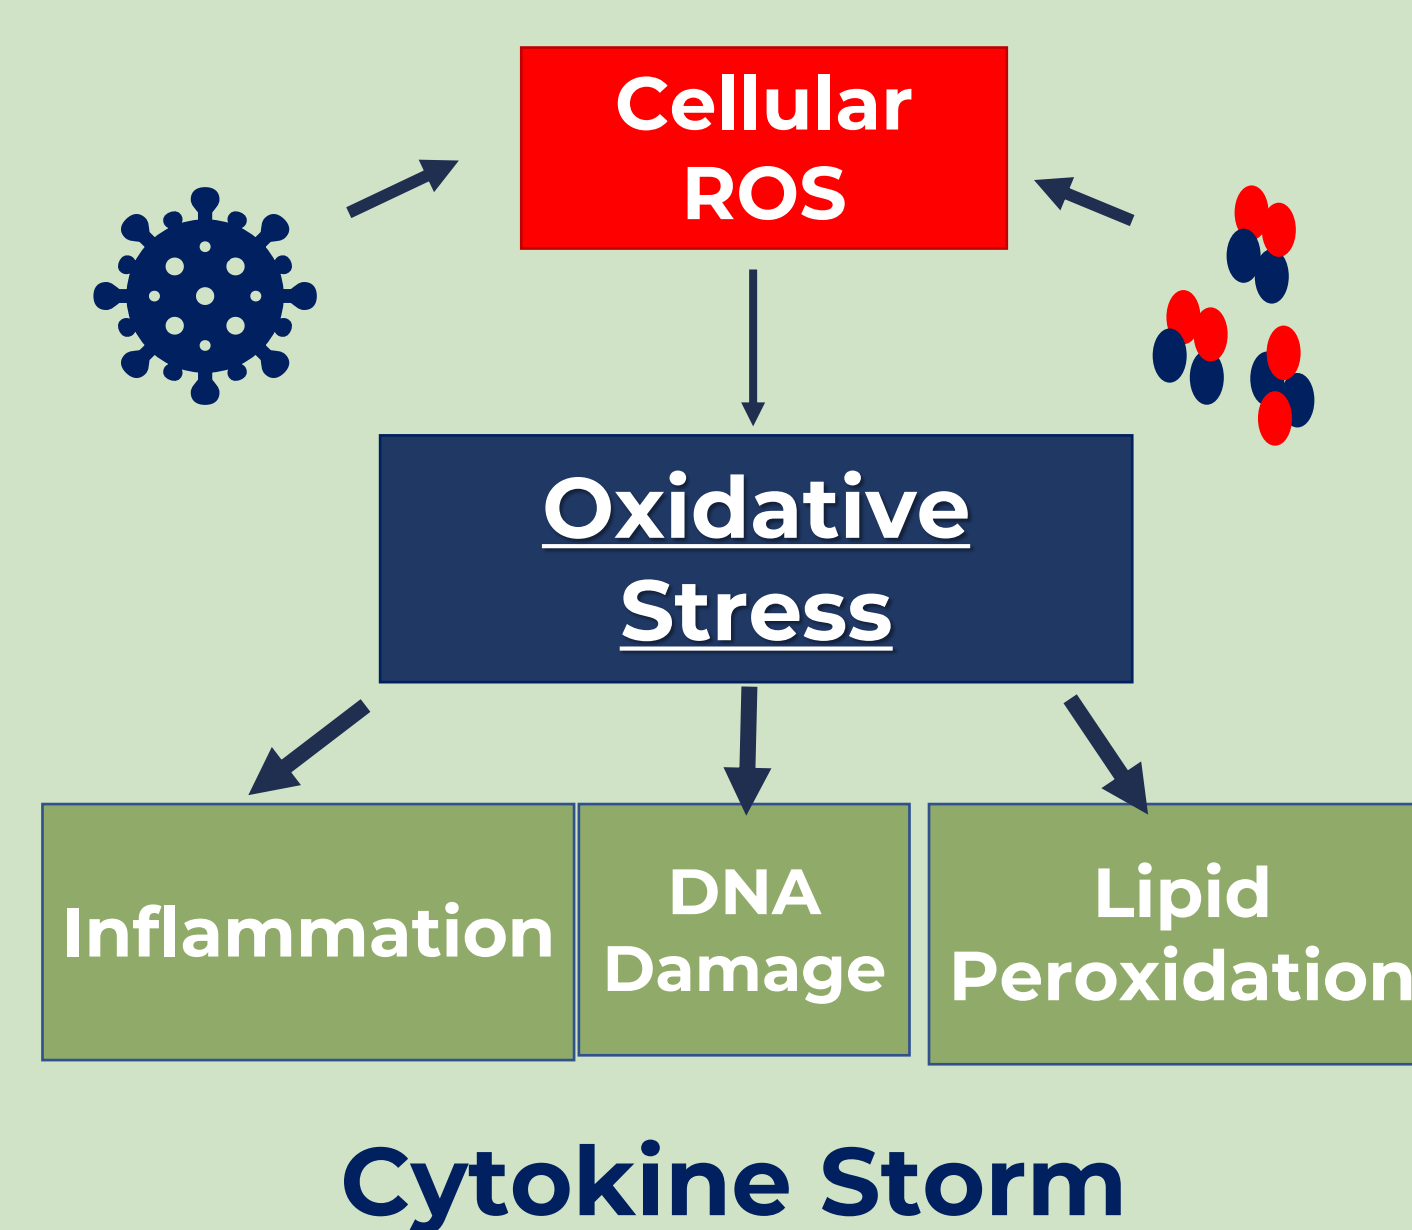 Cellular
ROS
Oxidative
Stress
Inflammation
DNA
Damage
Lipid
Peroxidation
Cytokine Storm